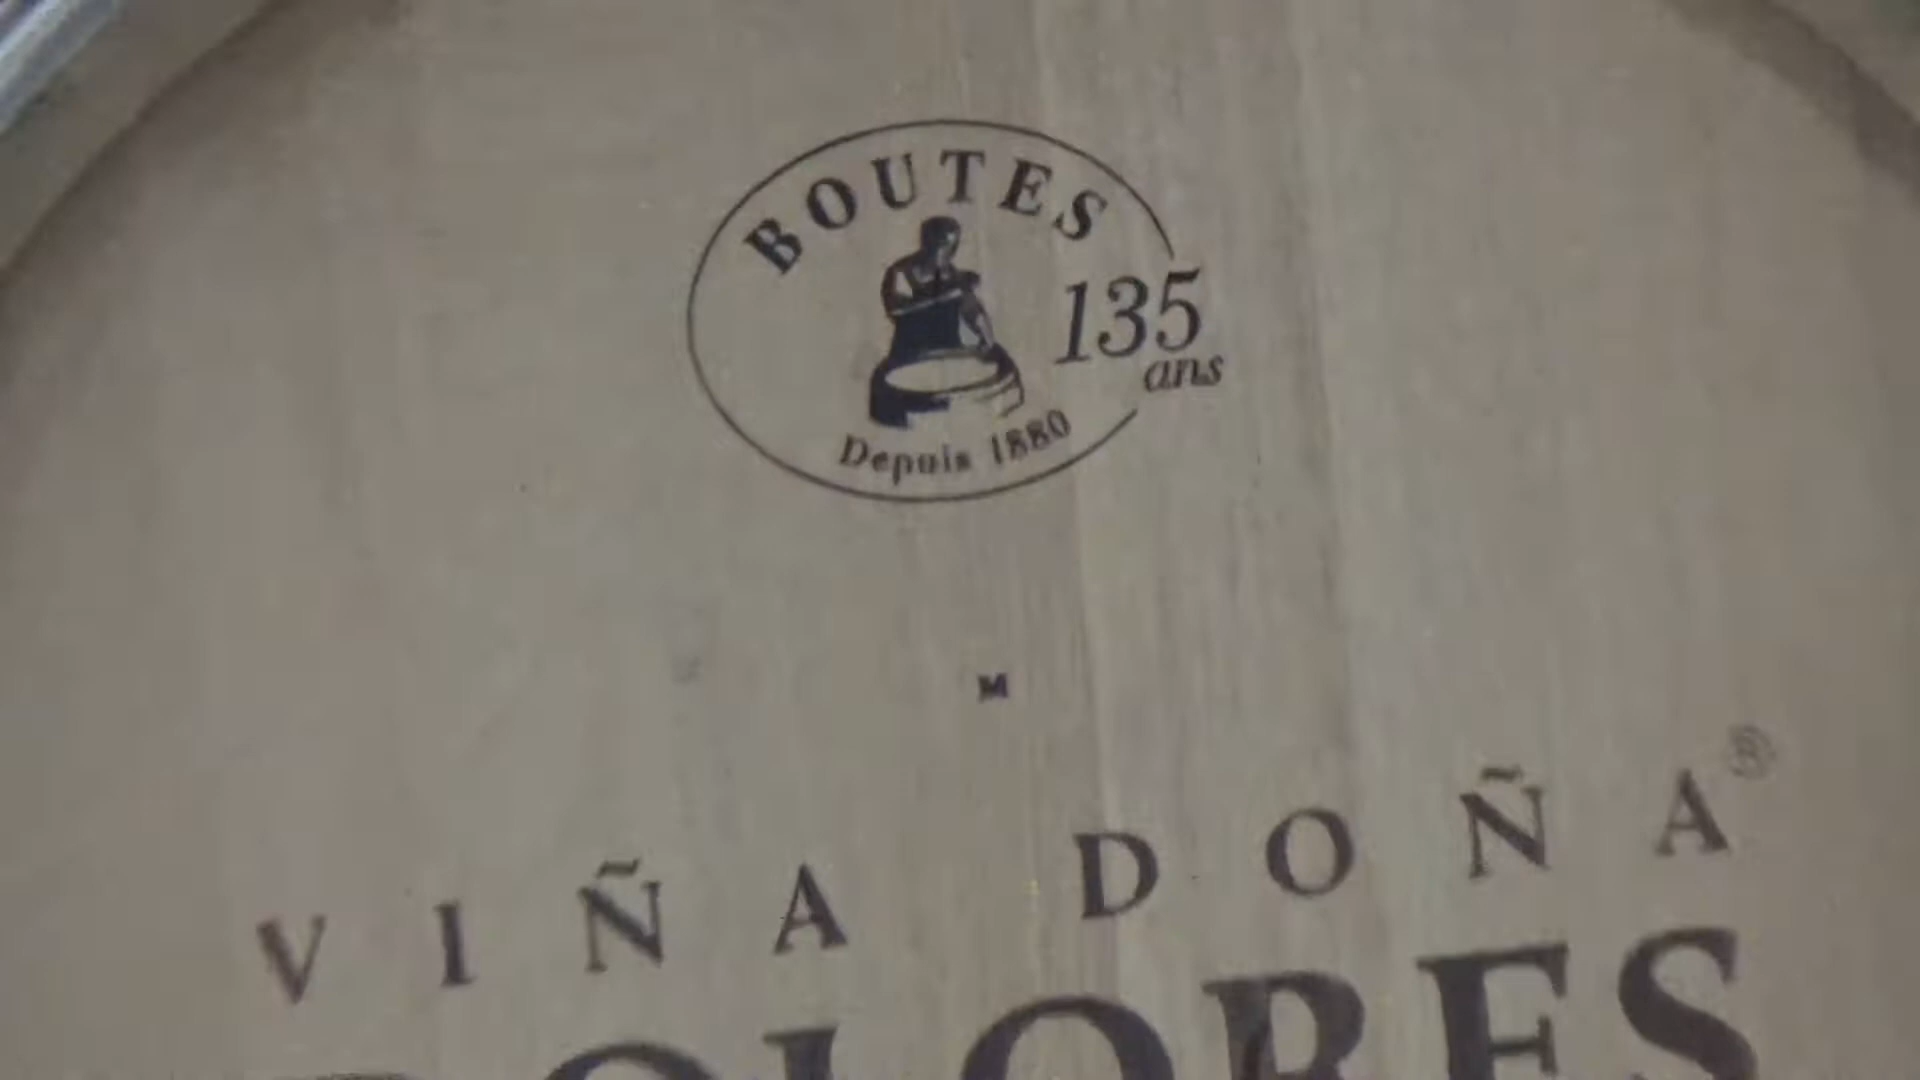 BOUTES
135
ans
Depuis 1880
M
VIÑA DOÑA®
DOLORES